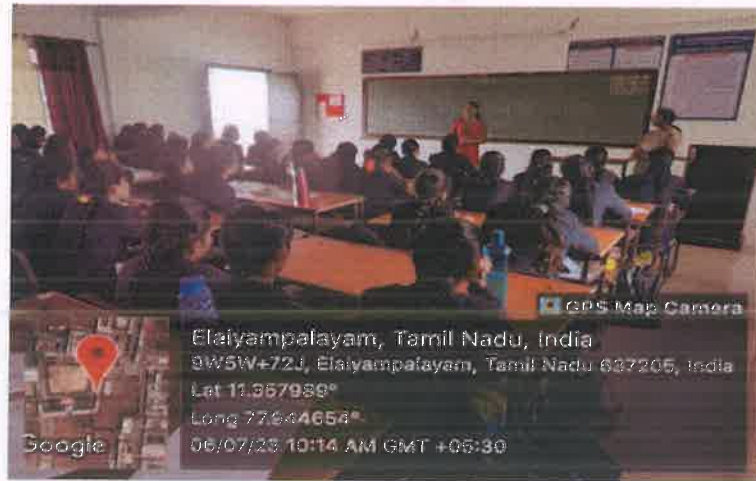 GPS Map Camera
Elaiyampalayam, Tamil Nadu, India
9W5W+72J, Elaiyampalayam, Tamil Nadu 637205, India
Lat 11.357989°
Long 77.944654°
06/07/23 10:14 AM GMT +05:30
Google